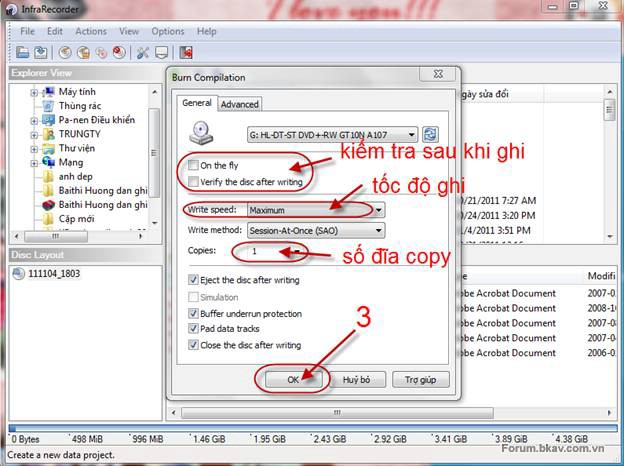 I love you!!!
InfraRecorder
File Edit Actions View Options Help
Explorer View
Máy tính
Thùng rác
Pa-nen Điều khiển
TRUNGTY
Thư viện
Mạng
anh dep
Baithi Huong dan ghi
Baithi Huong dan ghi
Cặp mới
Disc Layout
111104_1803
Burn Compilation
General Advanced
G: HL-DT-ST DVD+-RW GT10N A107
On the fly
Verify the disc after writing
kiểm tra sau khi ghi
tốc độ ghi
Write speed: Maximum
Write method: Session-At-Once (SAO)
Copies: 1
số đĩa copy
Eject the disc after writing
Simulation
Buffer underrun protection
Pad data tracks
Close the disc after writing
3
OK Huỷ bỏ Trợ giúp
gày sửa đổi
/21/2011 7:27 AM
/24/2011 3:20 PM
/4/2011 3:51 PM
Modifi
obe Acrobat Document 2007-0
obe Acrobat Document 2008-1
obe Acrobat Document 2007-0
obe Acrobat Document 2007-0
obe Acrobat Document 2006-0
0 Bytes 498 MiB 996 MiB 1.46 GiB 1.95 GiB 2.43 GiB 2.92 GiB 3.41 GiB 3.89 GiB 4.38 GiB
Create a new data project.
Forum.bkav.com.vn